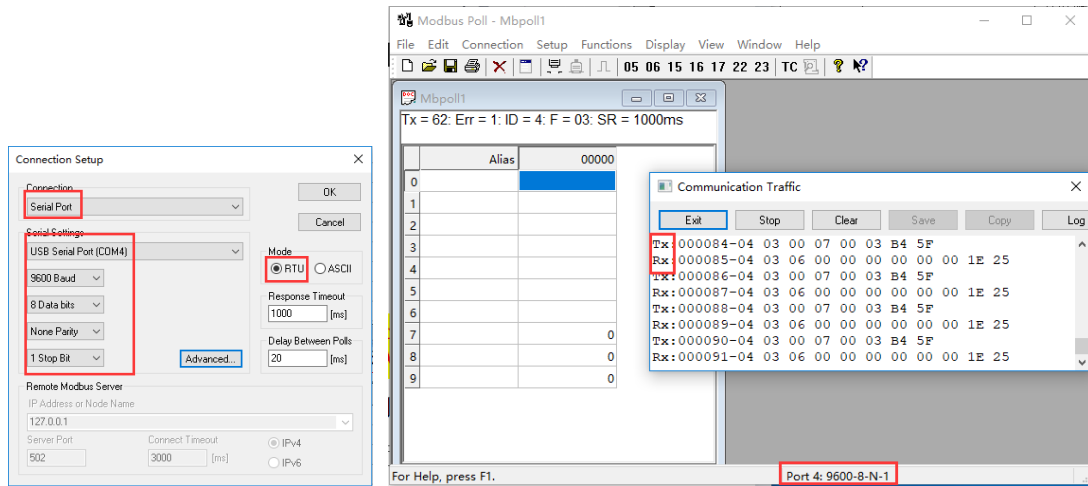 Connection Setup
Connection
Serial Port
OK
Cancel
Serial Settings
USB Serial Port (COM4)
9600 Baud
8 Data bits
None Parity
1 Stop Bit
Advanced...
Mode
RTU ASCII
Response Timeout
1000 [ms]
Delay Between Polls
20 [ms]
Remote Modbus Server
IP Address or Node Name
127.0.0.1
Server Port Connect Timeout
502 3000 [ms]
IPv4
IPv6
Modbus Poll - Mbpoll1
File Edit Connection Setup Functions Display View Window Help
05 06 15 16 17 22 23 TC
Mbpoll1
Tx = 62: Err = 1: ID = 4: F = 03: SR = 1000ms
Alias 00000
0
1
2
3
4
5
6
7 0
8 0
9 0
Communication Traffic
Exit Stop Clear Save Copy Log
Tx:000084-04 03 00 07 00 03 B4 5F
Rx:000085-04 03 06 00 00 00 00 00 00 1E 25
Tx:000086-04 03 00 07 00 03 B4 5F
Rx:000087-04 03 06 00 00 00 00 00 00 1E 25
Tx:000088-04 03 00 07 00 03 B4 5F
Rx:000089-04 03 06 00 00 00 00 00 00 1E 25
Tx:000090-04 03 00 07 00 03 B4 5F
Rx:000091-04 03 06 00 00 00 00 00 00 1E 25
For Help, press F1.
Port 4: 9600-8-N-1